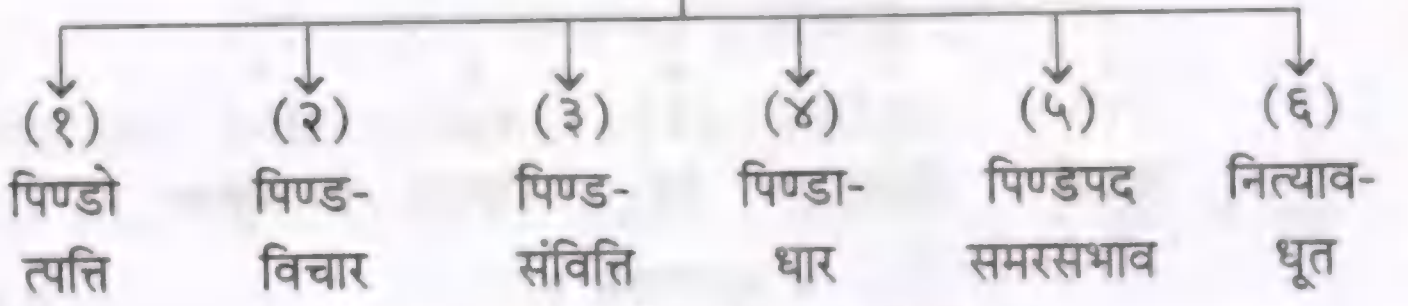 (१) (२) (३) (४) (५) (६)
पिण्डो पिण्ड- पिण्ड- पिण्डा- पिण्डपद नित्याव-
त्पत्ति विचार संवित्ति धार समरसभाव धूत